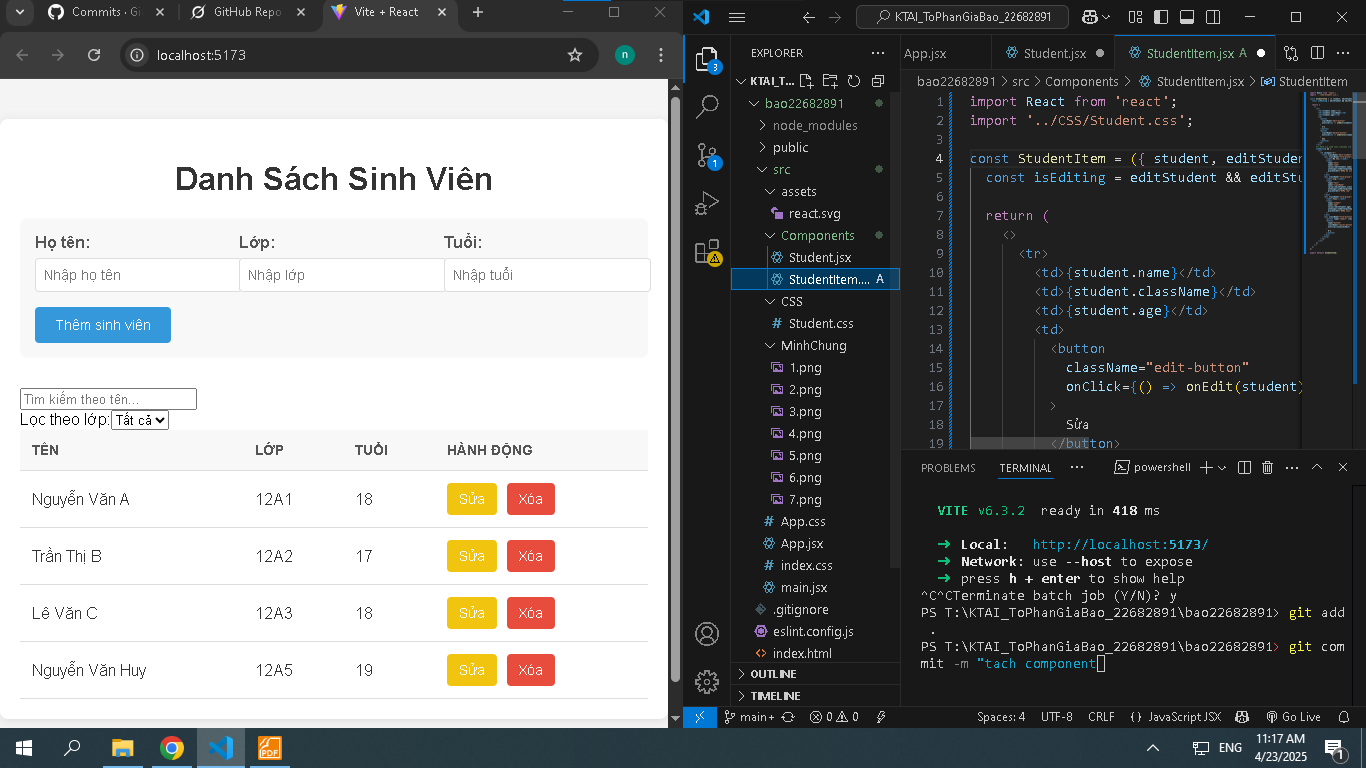 Commits · Gi
GitHub Repo
Vite + React
localhost:5173
n
Danh Sách Sinh Viên
Họ tên:
Lớp:
Tuổi:
Nhập họ tên
Nhập lớp
Nhập tuổi
Thêm sinh viên
Tìm kiếm theo tên...
Lọc theo lớp: Tất cả
TÊN LỚP TUỔI HÀNH ĐỘNG
Nguyễn Văn A 12A1 18 Sửa Xóa
Trần Thị B 12A2 17 Sửa Xóa
Lê Văn C 12A3 18 Sửa Xóa
Nguyễn Văn Huy 12A5 19 Sửa Xóa
KTAI_ToPhanGiaBao_22682891
3
1
EXPLORER
KTAI_T...
bao22682891
node_modules
public
src
assets
react.svg
Components
Student.jsx
StudentItem.... A
CSS
Student.css
MinhChung
1.png
2.png
3.png
4.png
5.png
6.png
7.png
App.css
App.jsx
index.css
main.jsx
.gitignore
eslint.config.js
index.html
OUTLINE
TIMELINE
App.jsx
Student.jsx
StudentItem.jsx A
bao22682891 > src > Components > StudentItem.jsx > StudentItem
1 import React from 'react';
2 import '../CSS/Student.css';
3
4 const StudentItem = ({ student, editStuden
5 const isEditing = editStudent && editStu
6
7 return (
8 <>
9 <tr>
10 <td>{student.name}</td>
11 <td>{student.className}</td>
12 <td>{student.age}</td>
13 <td>
14 <button
15 className="edit-button"
16 onClick={() => onEdit(student)
17 >
18 Sửa
19 </button>
PROBLEMS TERMINAL ··· powershell
VITE v6.3.2 ready in 418 ms
➜ Local: http://localhost:5173/
➜ Network: use --host to expose
➜ press h + enter to show help
^C^CTerminate batch job (Y/N)? y
PS T:\KTAI_ToPhanGiaBao_22682891\bao22682891> git add
.
PS T:\KTAI_ToPhanGiaBao_22682891\bao22682891> git com
mit -m "tach component
main+ 0 0 Spaces: 4 UTF-8 CRLF {} JavaScript JSX Go Live
PDF
ENG
11:17 AM
4/23/2025
1